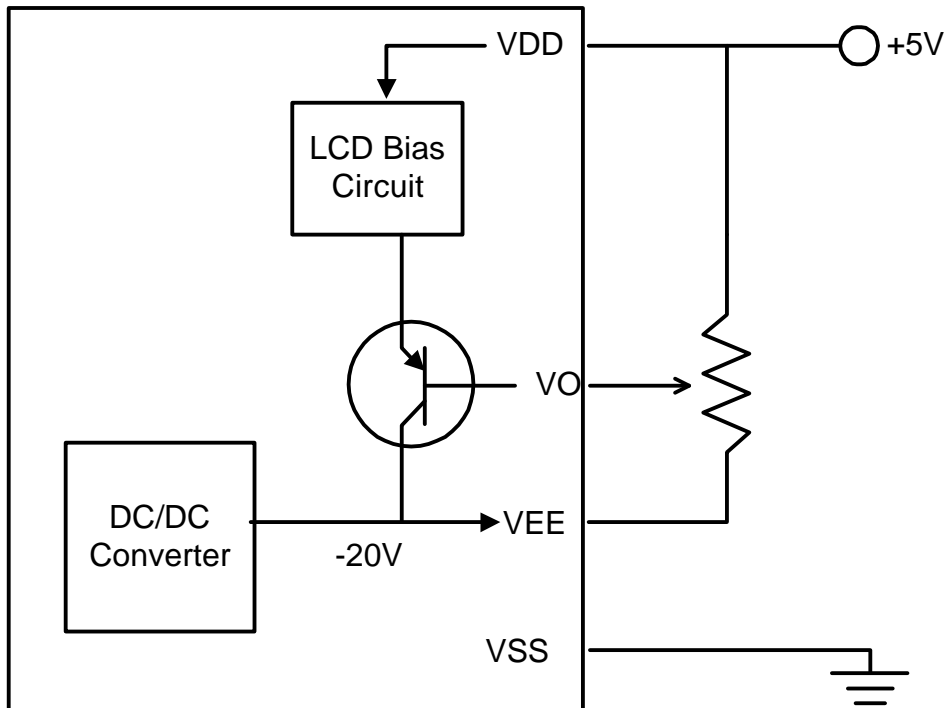 VDD
+5V
LCD Bias
Circuit
VO
DC/DC
Converter
-20V
VEE
VSS